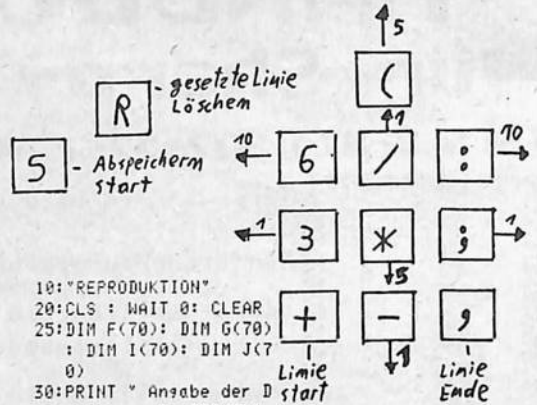 5
(
R - gesetzte Linie
Löschen
1
5 - Abspeichern
start
10 6 / : 10
1 3 * ; 1
5
+ - ,
Linie
start
1
Linie
Ende
10:"REPRODUKTION"
20:CLS : WAIT 0: CLEAR
25:DIM F(70): DIM G(70)
: DIM I(70): DIM J(7
0)
30:PRINT " Angabe der D